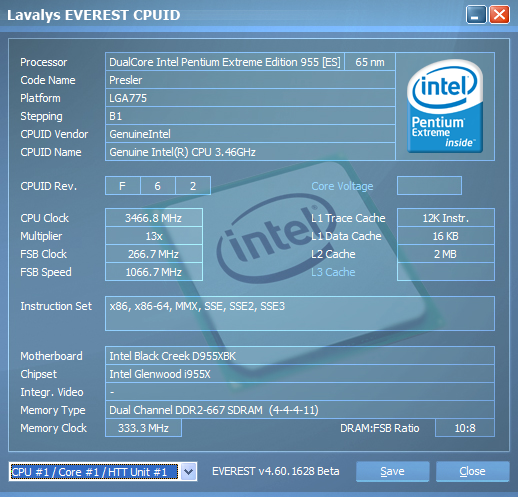 Lavalys EVEREST CPUID
Processor DualCore Intel Pentium Extreme Edition 955 [ES] 65 nm
Code Name Presler
Platform LGA775
Stepping B1
CPUID Vendor GenuineIntel
CPUID Name Genuine Intel(R) CPU 3.46GHz
intel
Pentium
Extreme
inside™
CPUID Rev. F 6 2 Core Voltage
CPU Clock 3466.8 MHz L1 Trace Cache 12K Instr.
Multiplier 13x L1 Data Cache 16 KB
FSB Clock 266.7 MHz L2 Cache 2 MB
FSB Speed 1066.7 MHz L3 Cache
intel
Instruction Set x86, x86-64, MMX, SSE, SSE2, SSE3
Motherboard Intel Black Creek D955XBK
Chipset Intel Glenwood i955X
Integr. Video -
Memory Type Dual Channel DDR2-667 SDRAM (4-4-4-11)
Memory Clock 333.3 MHz DRAM:FSB Ratio 10:8
CPU #1 / Core #1 / HTT Unit #1 EVEREST v4.60.1628 Beta Save Close